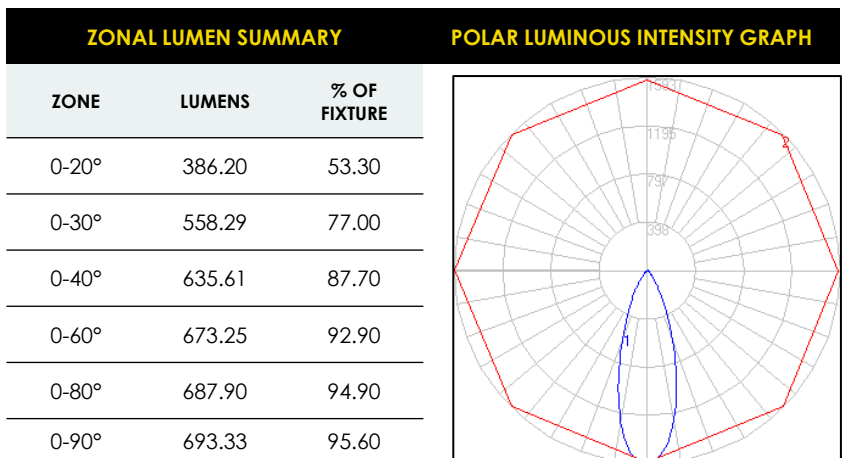 ZONAL LUMEN SUMMARY
POLAR LUMINOUS INTENSITY GRAPH
ZONE LUMENS % OF FIXTURE
0-20° 386.20 53.30
0-30° 558.29 77.00
0-40° 635.61 87.70
0-60° 673.25 92.90
0-80° 687.90 94.90
0-90° 693.33 95.60
1195
2
797
398
1